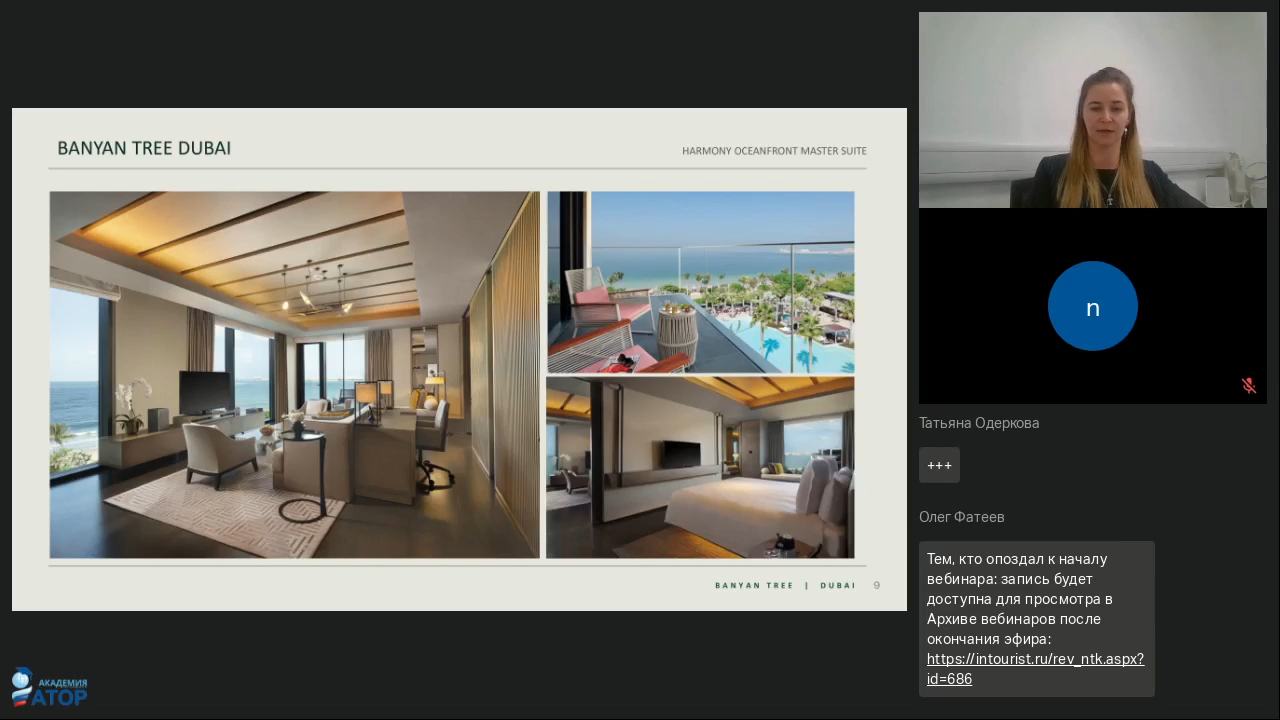 BANYAN TREE DUBAI
HARMONY OCEANFRONT MASTER SUITE
BANYAN TREE | DUBAI
9
АКАДЕМИЯ
АТОР
n
Татьяна Одеркова
+++
Олег Фатеев
Тем, кто опоздал к началу
вебинара: запись будет
доступна для просмотра в
Архиве вебинаров после
окончания эфира:
https://intourist.ru/rev_ntk.aspx?
id=686